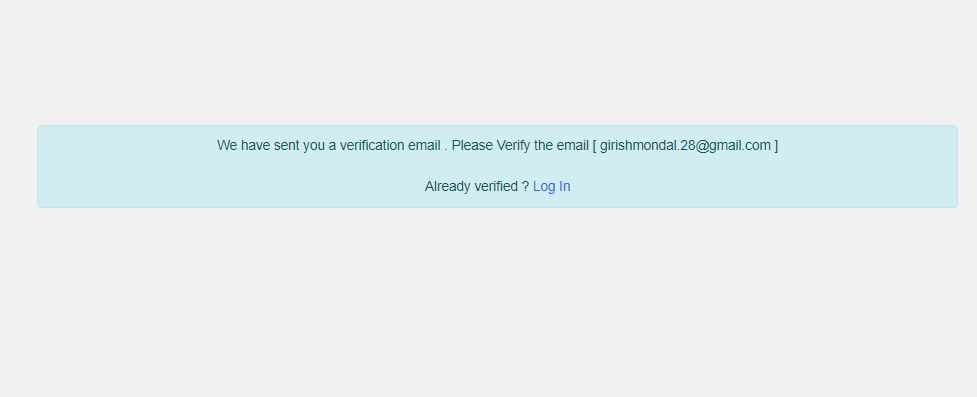 We have sent you a verification email . Please Verify the email [ girishmondal.28@gmail.com ]
Already verified ? Log In